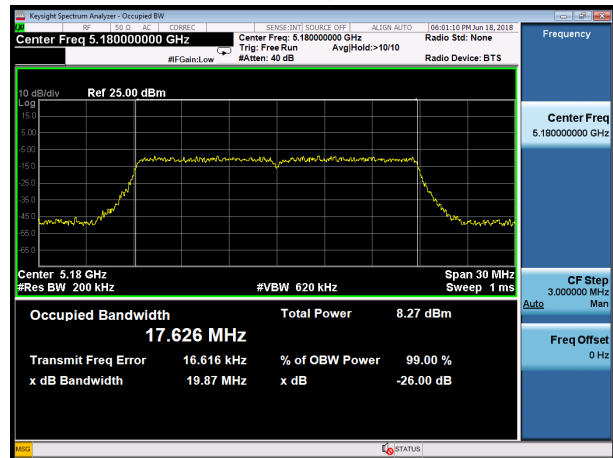 Keysight Spectrum Analyzer - Occupied BW
RF 50 Ω AC CORREC SENSE:INT SOURCE OFF ALIGN AUTO 06:01:10 PM Jun 18, 2018
Center Freq 5.180000000 GHz
Center Freq: 5.180000000 GHz Radio Std: None
Trig: Free Run Avg|Hold:>10/10
#IFGain:Low #Atten: 40 dB Radio Device: BTS
Frequency
10 dB/div Ref 25.00 dBm
Log
15.0
5.00
-5.00
-15.0
-25.0
-35.0
-45.0
-55.0
-65.0
Center 5.18 GHz Span 30 MHz
#Res BW 200 kHz #VBW 620 kHz Sweep 1 ms
Occupied Bandwidth Total Power 8.27 dBm
17.626 MHz
Transmit Freq Error 16.616 kHz % of OBW Power 99.00 %
x dB Bandwidth 19.87 MHz x dB -26.00 dB
Center Freq
5.180000000 GHz
CF Step
3.000000 MHz
Auto Man
Freq Offset
0 Hz
MSG STATUS